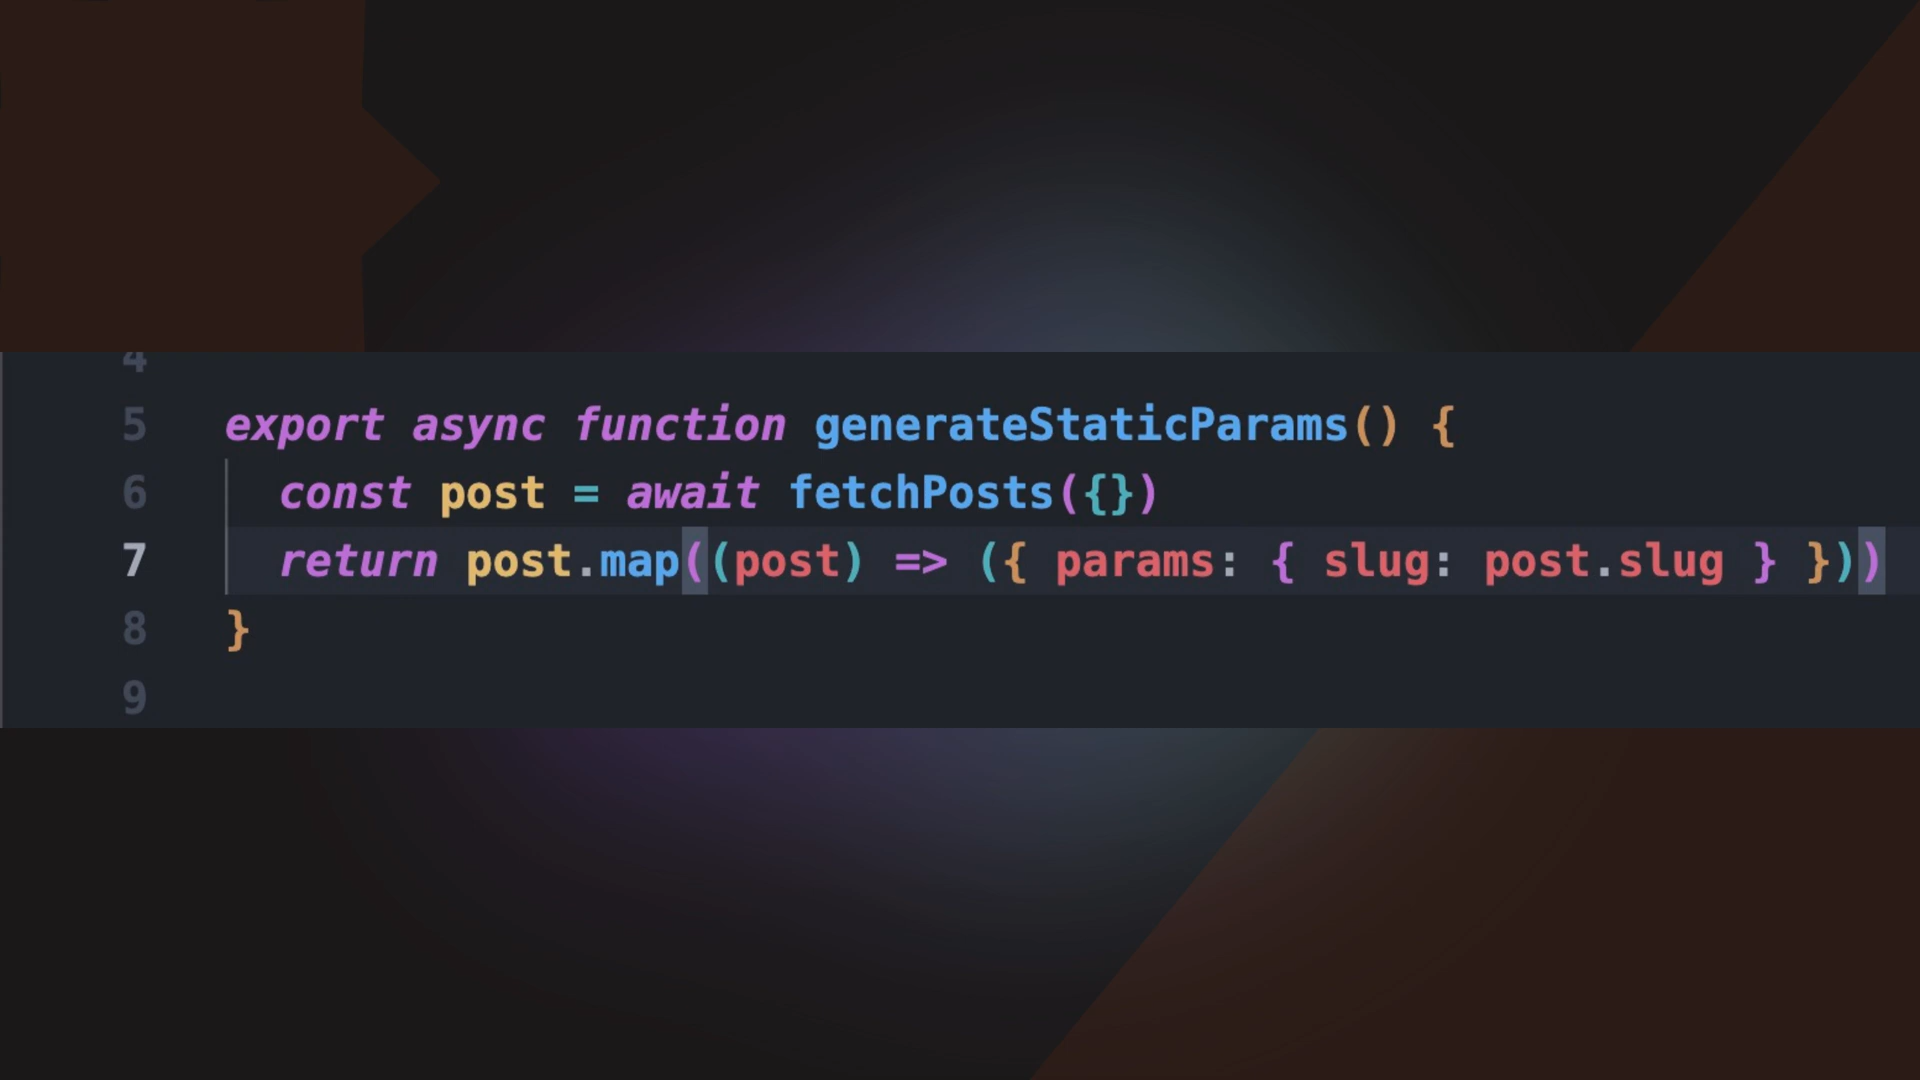 4
5 export async function generateStaticParams() {
6 const post = await fetchPosts({})
7 return post.map((post) => ({ params: { slug: post.slug } }))
8 }
9